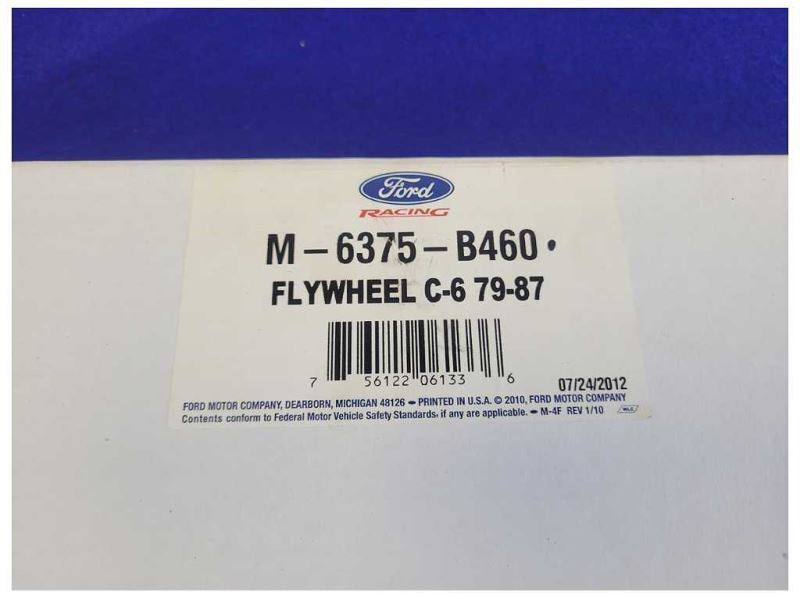 Ford
RACING
M-6375-B460
FLYWHEEL C-6 79-87
7 56122 06133 6
07/24/2012
FORD MOTOR COMPANY, DEARBORN, MICHIGAN 48126 • PRINTED IN U.S.A. © 2010, FORD MOTOR COMPANY
Contents conform to Federal Motor Vehicle Safety Standards, if any are applicable. • M-4F REV 1/10